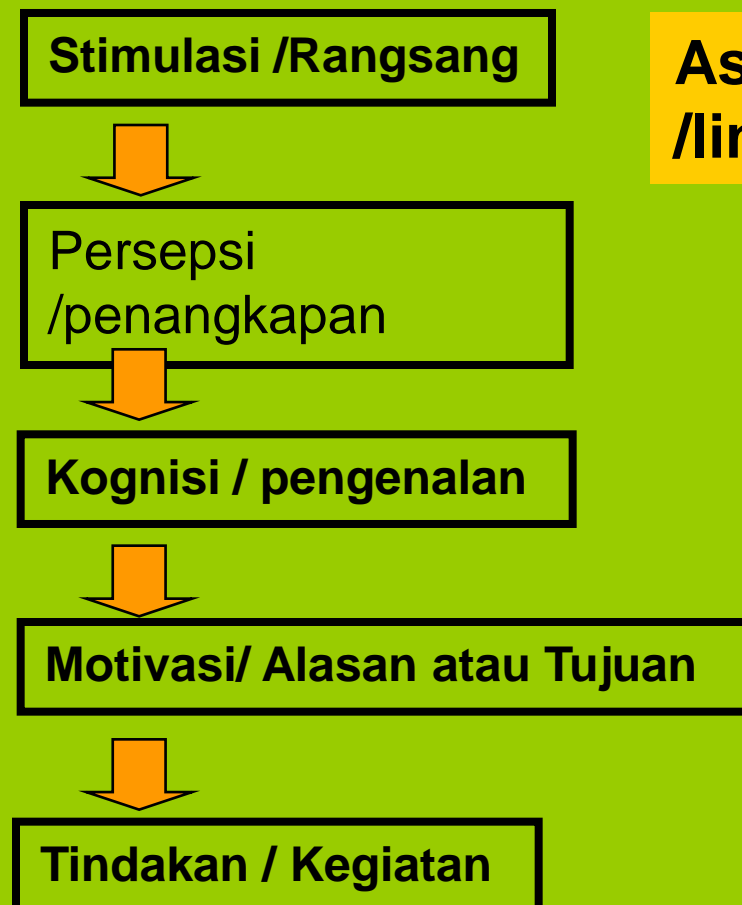 Stimulasi /Rangsang
Persepsi
/penangkapan
Kognisi / pengenalan
Motivasi/ Alasan atau Tujuan
Tindakan / Kegiatan